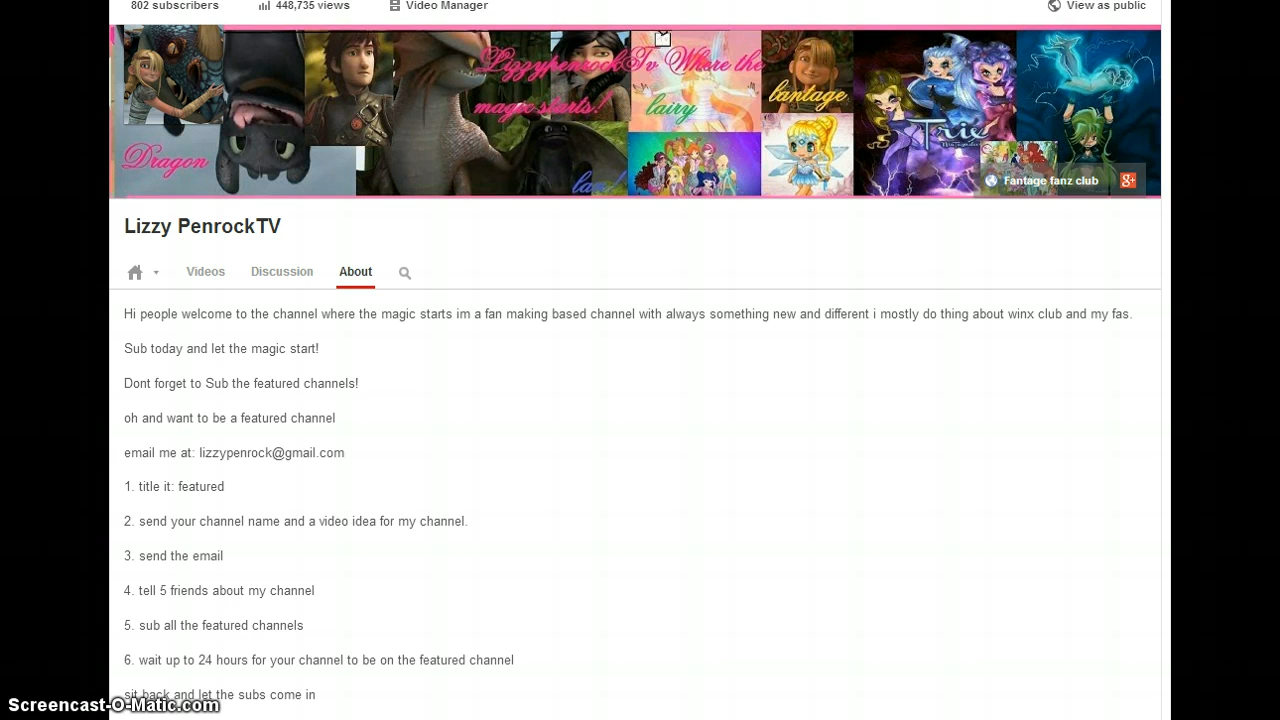 802 subscribers 448,735 views Video Manager View as public
LizzypenrockTv Where the
magic starts!
Dragon
fairy
fantage
Trix
Fantage fanz club g+
Lizzy PenrockTV
Videos Discussion About
Hi people welcome to the channel where the magic starts im a fan making based channel with always something new and different i mostly do thing about winx club and my fas.
Sub today and let the magic start!
Dont forget to Sub the featured channels!
oh and want to be a featured channel
email me at: lizzypenrock@gmail.com
1. title it: featured
2. send your channel name and a video idea for my channel.
3. send the email
4. tell 5 friends about my channel
5. sub all the featured channels
6. wait up to 24 hours for your channel to be on the featured channel
sit back and let the subs come in
Screencast-O-Matic.com